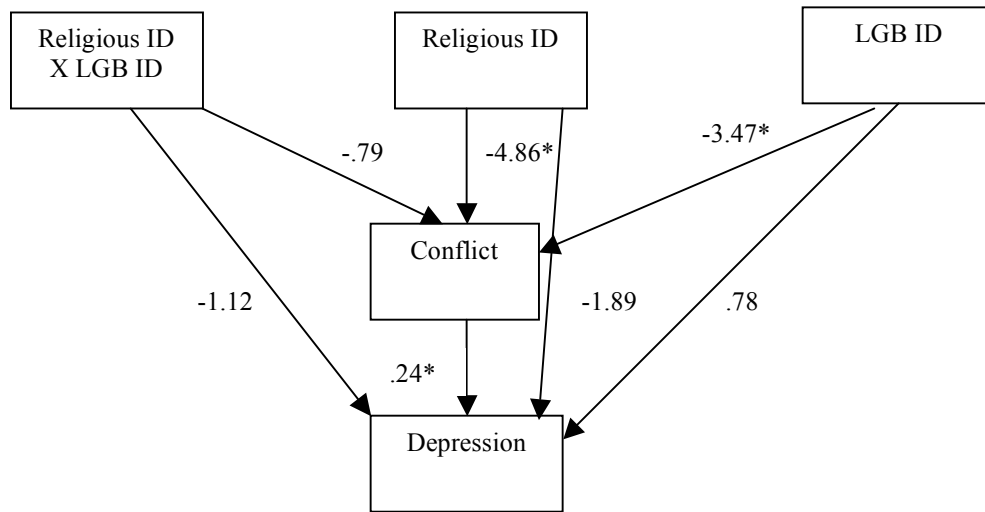 Religious ID
X LGB ID
Religious ID
LGB ID
-.79
-4.86*
-3.47*
Conflict
-1.12
-1.89
.78
.24*
Depression